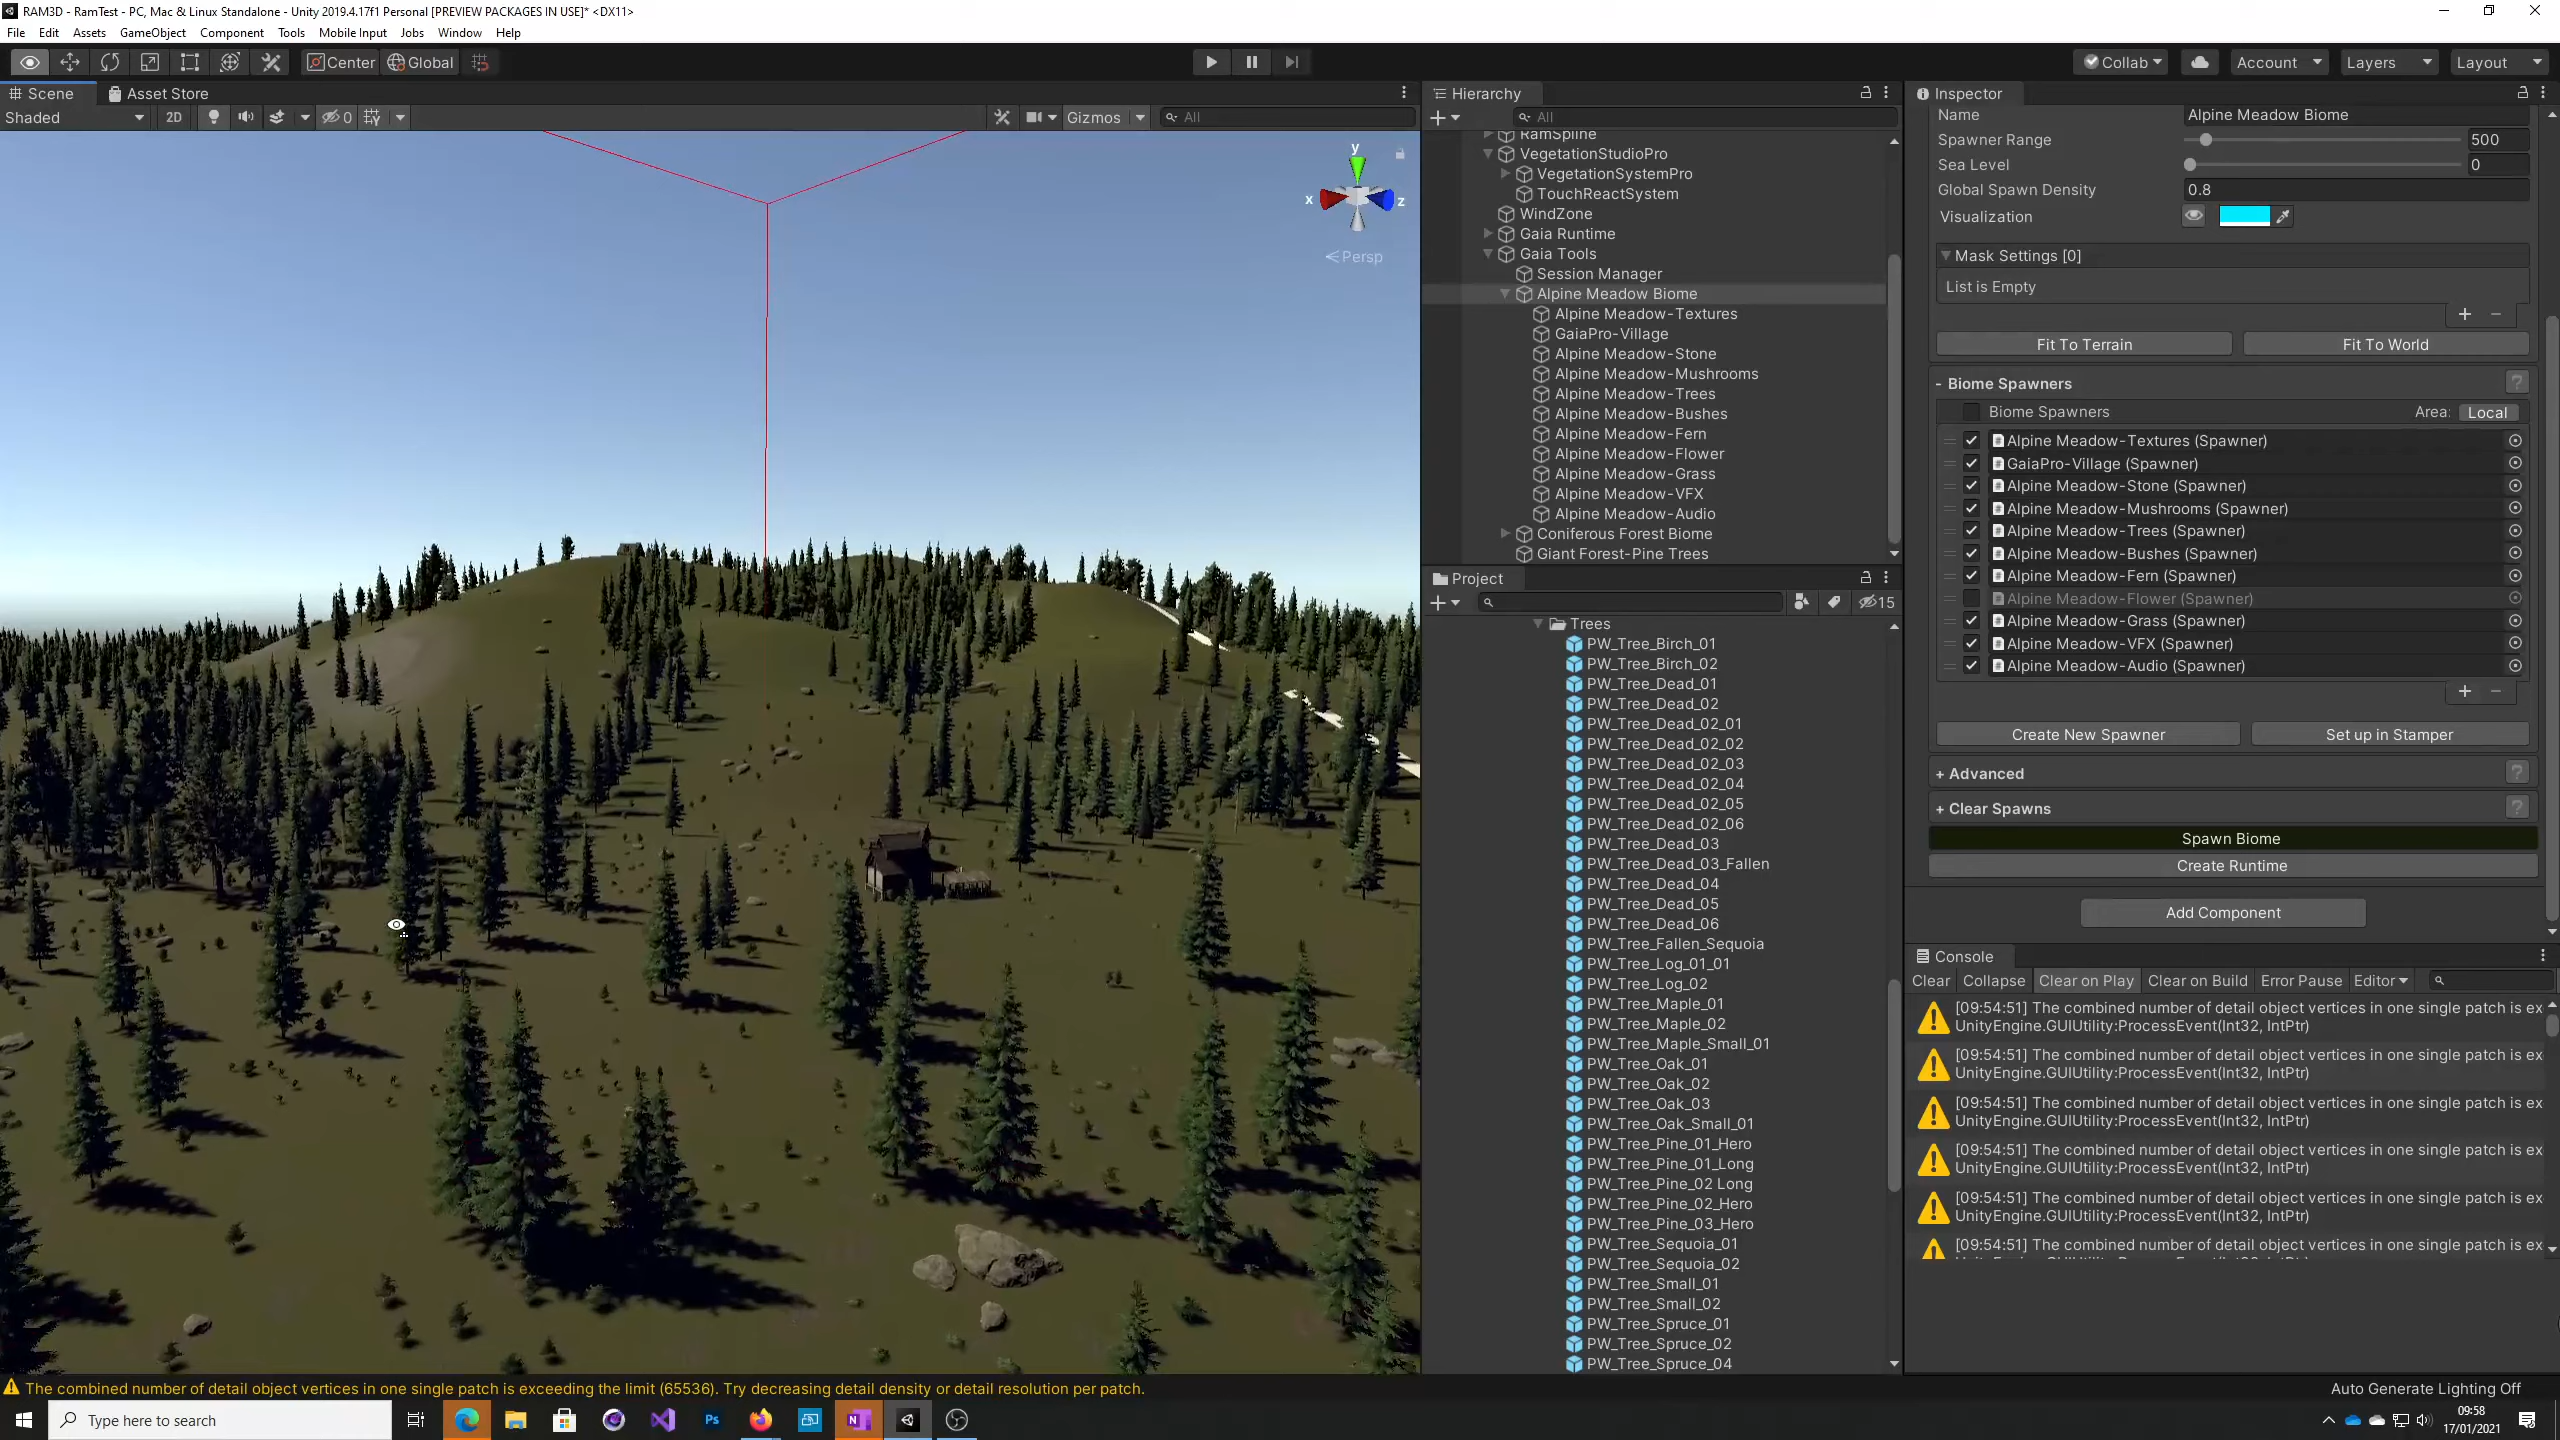 RAM3D - RamTest - PC, Mac & Linux Standalone - Unity 2019.4.17f1 Personal [PREVIEW PACKAGES IN USE]* <DX11>
File Edit Assets GameObject Component Tools Mobile Input Jobs Window Help
Center Global Collab Account Layers Layout
Scene Asset Store
Shaded 2D 0 Gizmos All
y
x z
Persp
Hierarchy
All
RamSpline
VegetationStudioPro
VegetationSystemPro
TouchReactSystem
WindZone
Gaia Runtime
Gaia Tools
Session Manager
Alpine Meadow Biome
Alpine Meadow-Textures
GaiaPro-Village
Alpine Meadow-Stone
Alpine Meadow-Mushrooms
Alpine Meadow-Trees
Alpine Meadow-Bushes
Alpine Meadow-Fern
Alpine Meadow-Flower
Alpine Meadow-Grass
Alpine Meadow-VFX
Alpine Meadow-Audio
Coniferous Forest Biome
Giant Forest-Pine Trees
Project
15
Trees
PW_Tree_Birch_01
PW_Tree_Birch_02
PW_Tree_Dead_01
PW_Tree_Dead_02
PW_Tree_Dead_02_01
PW_Tree_Dead_02_02
PW_Tree_Dead_02_03
PW_Tree_Dead_02_04
PW_Tree_Dead_02_05
PW_Tree_Dead_02_06
PW_Tree_Dead_03
PW_Tree_Dead_03_Fallen
PW_Tree_Dead_04
PW_Tree_Dead_05
PW_Tree_Dead_06
PW_Tree_Fallen_Sequoia
PW_Tree_Log_01_01
PW_Tree_Log_02
PW_Tree_Maple_01
PW_Tree_Maple_02
PW_Tree_Maple_Small_01
PW_Tree_Oak_01
PW_Tree_Oak_02
PW_Tree_Oak_03
PW_Tree_Oak_Small_01
PW_Tree_Pine_01_Hero
PW_Tree_Pine_01_Long
PW_Tree_Pine_02 Long
PW_Tree_Pine_02_Hero
PW_Tree_Pine_03_Hero
PW_Tree_Sequoia_01
PW_Tree_Sequoia_02
PW_Tree_Small_01
PW_Tree_Small_02
PW_Tree_Spruce_01
PW_Tree_Spruce_02
PW_Tree_Spruce_04
Inspector
Name Alpine Meadow Biome
Spawner Range 500
Sea Level 0
Global Spawn Density 0.8
Visualization
Mask Settings [0]
List is Empty
+ -
Fit To Terrain Fit To World
- Biome Spawners ?
Biome Spawners Area: Local
Alpine Meadow-Textures (Spawner)
GaiaPro-Village (Spawner)
Alpine Meadow-Stone (Spawner)
Alpine Meadow-Mushrooms (Spawner)
Alpine Meadow-Trees (Spawner)
Alpine Meadow-Bushes (Spawner)
Alpine Meadow-Fern (Spawner)
Alpine Meadow-Flower (Spawner)
Alpine Meadow-Grass (Spawner)
Alpine Meadow-VFX (Spawner)
Alpine Meadow-Audio (Spawner)
+ -
Create New Spawner Set up in Stamper
+ Advanced ?
+ Clear Spawns ?
Spawn Biome
Create Runtime
Add Component
Console
Clear Collapse Clear on Play Clear on Build Error Pause Editor
[09:54:51] The combined number of detail object vertices in one single patch is ex
UnityEngine.GUIUtility:ProcessEvent(Int32, IntPtr)
[09:54:51] The combined number of detail object vertices in one single patch is ex
UnityEngine.GUIUtility:ProcessEvent(Int32, IntPtr)
[09:54:51] The combined number of detail object vertices in one single patch is ex
UnityEngine.GUIUtility:ProcessEvent(Int32, IntPtr)
[09:54:51] The combined number of detail object vertices in one single patch is ex
UnityEngine.GUIUtility:ProcessEvent(Int32, IntPtr)
[09:54:51] The combined number of detail object vertices in one single patch is ex
UnityEngine.GUIUtility:ProcessEvent(Int32, IntPtr)
[09:54:51] The combined number of detail object vertices in one single patch is ex
The combined number of detail object vertices in one single patch is exceeding the limit (65536). Try decreasing detail density or detail resolution per patch.
Auto Generate Lighting Off
Type here to search
Ps
09:58
17/01/2021